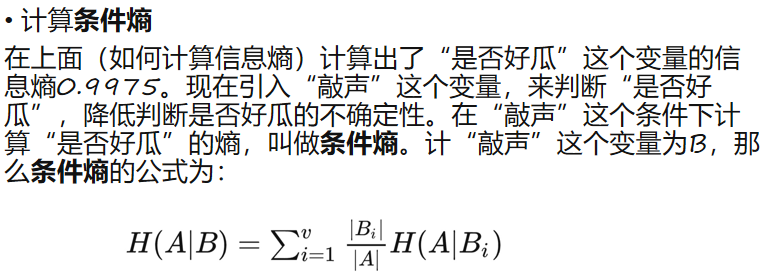 • 计算条件熵
在上面（如何计算信息熵）计算出了“是否好瓜”这个变量的信
息熵0.9975。现在引入“敲声”这个变量，来判断“是否好
瓜”，降低判断是否好瓜的不确定性。在“敲声”这个条件下计
算“是否好瓜”的熵，叫做条件熵。计“敲声”这个变量为B，那
么条件熵的公式为：
H(A|B) = ∑_{i=1}^{v} \frac{|B_i|}{|A|} H(A|B_i)